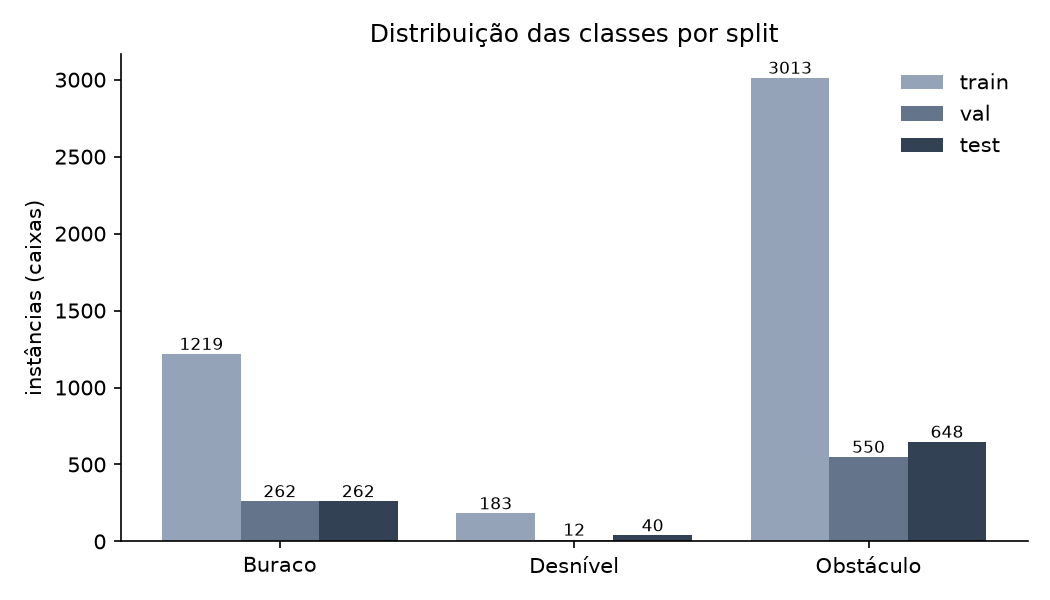 Distribuição das classes por split
train
val
test
instâncias (caixas)
3000
2500
2000
1500
1000
500
0
1219
262
262
183
12
40
3013
550
648
Buraco
Desnível
Obstáculo